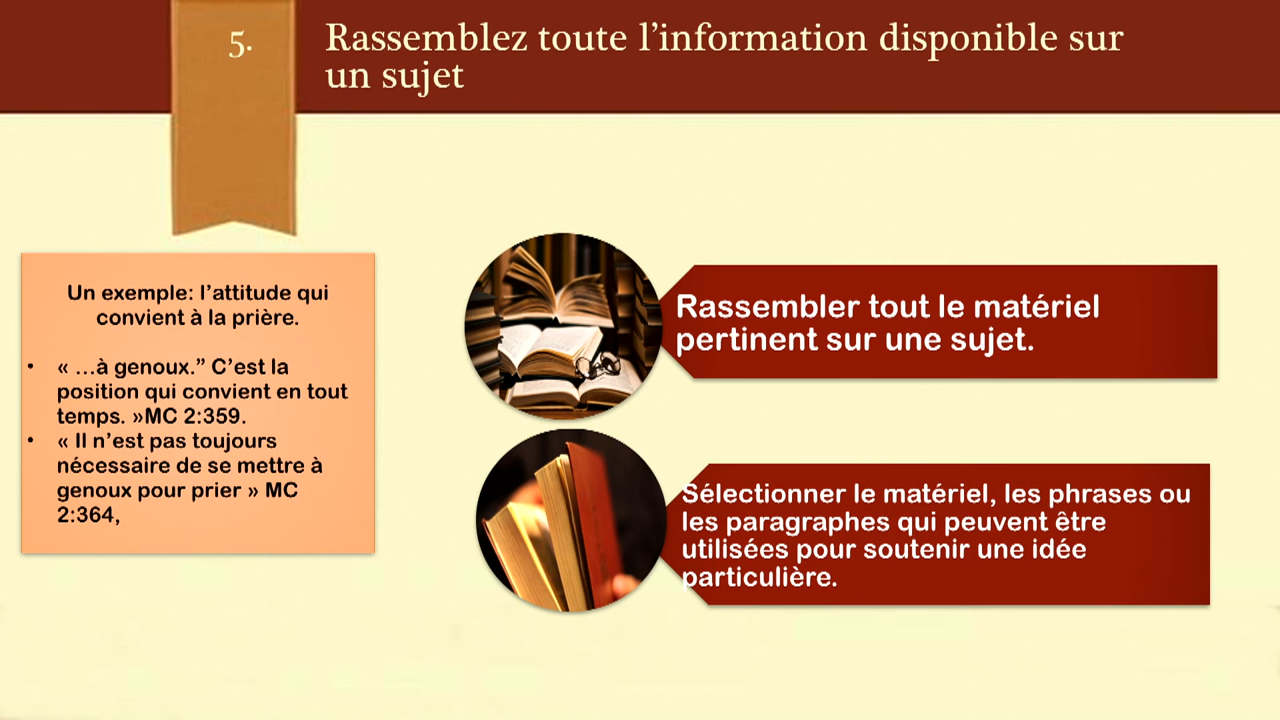 5.
Rassemblez toute l’information disponible sur
un sujet
Un exemple: l’attitude qui
convient à la prière.
• « …à genoux.” C’est la
position qui convient en tout
temps. »MC 2:359.
• « Il n’est pas toujours
nécessaire de se mettre à
genoux pour prier » MC
2:364,
Rassembler tout le matériel
pertinent sur une sujet.
Sélectionner le matériel, les phrases ou
les paragraphes qui peuvent être
utilisées pour soutenir une idée
particulière.